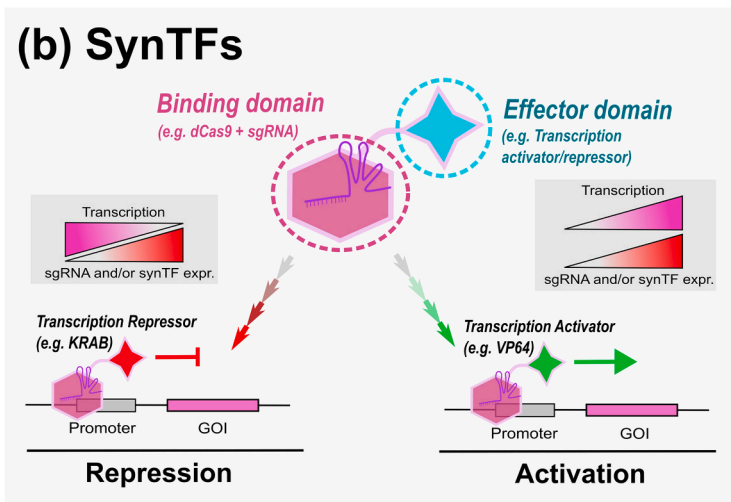 (b) SynTFs
Binding domain
(e.g. dCas9 + sgRNA)
Effector domain
(e.g. Transcription
activator/repressor)
Transcription
sgRNA and/or synTF expr.
Transcription
sgRNA and/or synTF expr.
Transcription Repressor
(e.g. KRAB)
Promoter
GOI
Repression
Transcription Activator
(e.g. VP64)
Promoter
GOI
Activation